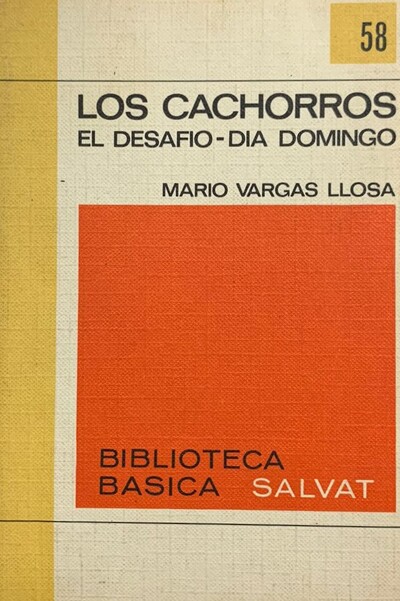 58
LOS CACHORROS
EL DESAFIO-DIA DOMINGO
MARIO VARGAS LLOSA
BIBLIOTECA
BASICA SALVAT